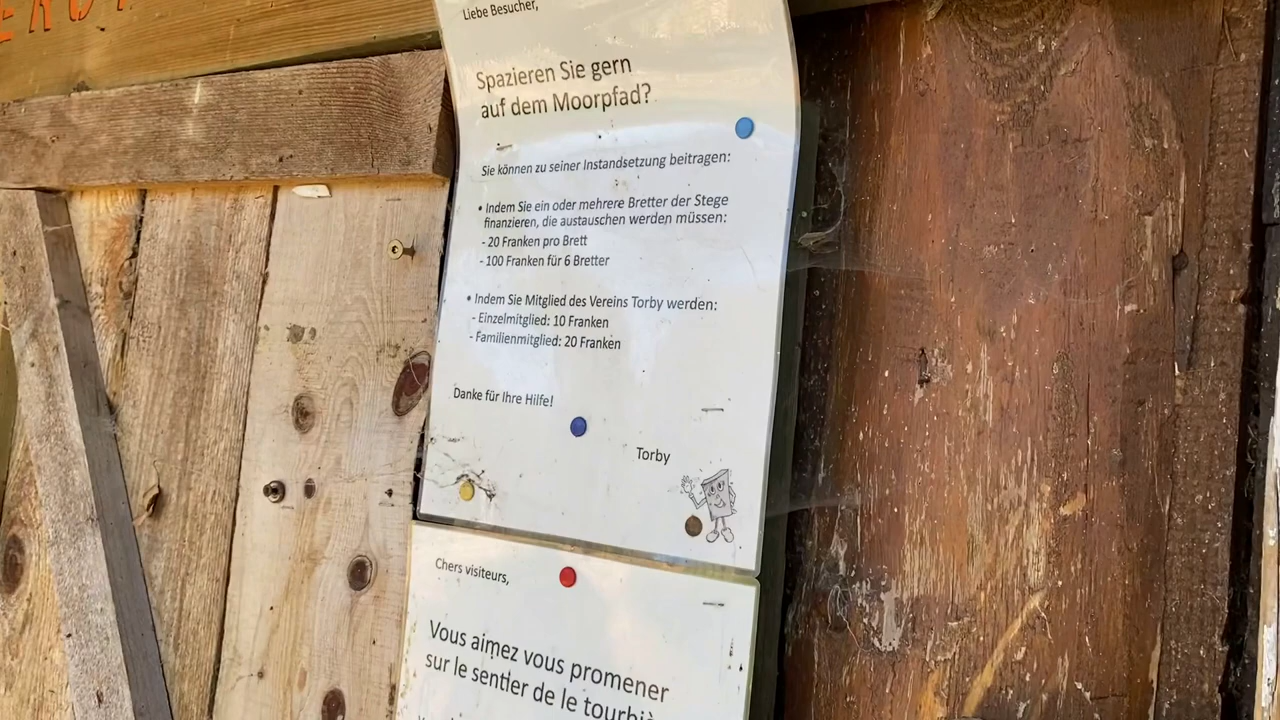 Liebe Besucher,
Spazieren Sie gern
auf dem Moorpfad?
Sie können zu seiner Instandsetzung beitragen:
• Indem Sie ein oder mehrere Bretter der Stege
finanzieren, die austauschen werden müssen:
- 20 Franken pro Brett
- 100 Franken für 6 Bretter
• Indem Sie Mitglied des Vereins Torby werden:
- Einzelmitglied: 10 Franken
- Familienmitglied: 20 Franken
Danke für Ihre Hilfe!
Torby
Chers visiteurs,
Vous aimez vous promener
sur le sentier de le